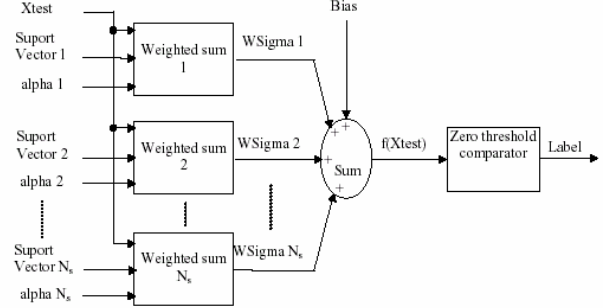 Xtest
Suport
Vector 1
alpha 1
Weighted sum
1
WSigma 1
Bias
Suport
Vector 2
alpha 2
Weighted sum
2
WSigma 2
+
+
+
+
Sum
f(Xtest)
Zero threshold
comparator
Label
Suport
Vector Ns
alpha Ns
Weighted sum
Ns
WSigma Ns